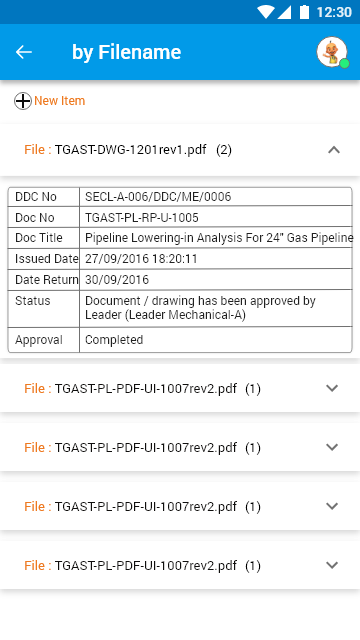 12:30
by Filename
New Item
File : TGAST-DWG-1201rev1.pdf (2)
DDC No SECL-A-006/DDC/ME/0006
Doc No TGAST-PL-RP-U-1005
Doc Title Pipeline Lowering-in Analysis For 24" Gas Pipeline
Issued Date 27/09/2016 18:20:11
Date Return 30/09/2016
Status Document / drawing has been approved by
Leader (Leader Mechanical-A)
Approval Completed
File : TGAST-PL-PDF-UI-1007rev2.pdf (1)
File : TGAST-PL-PDF-UI-1007rev2.pdf (1)
File : TGAST-PL-PDF-UI-1007rev2.pdf (1)
File : TGAST-PL-PDF-UI-1007rev2.pdf (1)